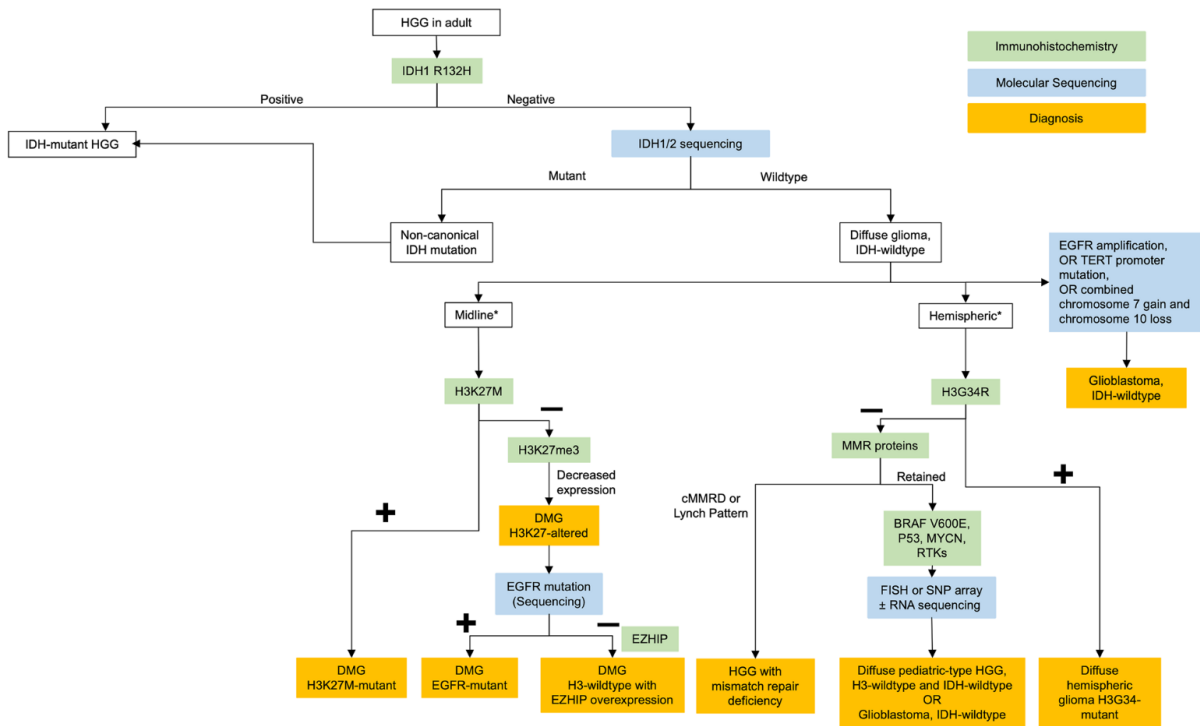 HGG in adult
Immunohistochemistry
IDH1 R132H
Molecular Sequencing
Positive
Negative
Diagnosis
IDH-mutant HGG
IDH1/2 sequencing
Mutant
Wildtype
Non-canonical
IDH mutation
Diffuse glioma,
IDH-wildtype
EGFR amplification,
OR TERT promoter
mutation,
OR combined
chromosome 7 gain and
chromosome 10 loss
Midline*
Hemispheric*
Glioblastoma,
IDH-wildtype
H3K27M
H3G34R
−
−
H3K27me3
MMR proteins
Decreased
expression
Retained
+
+
cMMRD or
Lynch Pattern
DMG
H3K27-altered
BRAF V600E,
P53, MYCN,
RTKs
EGFR mutation
(Sequencing)
FISH or SNP array
± RNA sequencing
+
−
EZHIP
DMG
H3K27M-mutant
DMG
EGFR-mutant
DMG
H3-wildtype with
EZHIP overexpression
HGG with
mismatch repair
deficiency
Diffuse pediatric-type HGG,
H3-wildtype and IDH-wildtype
OR
Glioblastoma, IDH-wildtype
Diffuse
hemispheric
glioma H3G34-
mutant